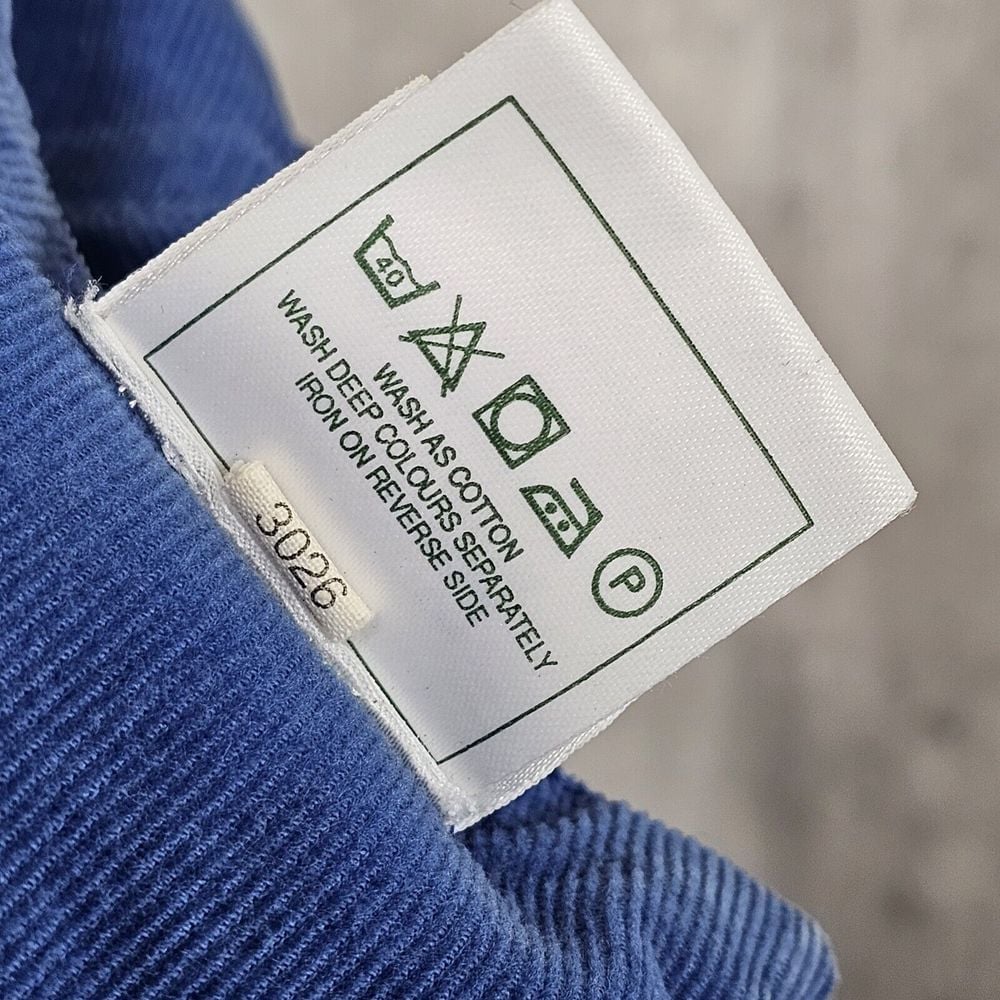 40
P
WASH AS COTTON
WASH DEEP COLOURS SEPARATELY
IRON ON REVERSE SIDE
3026